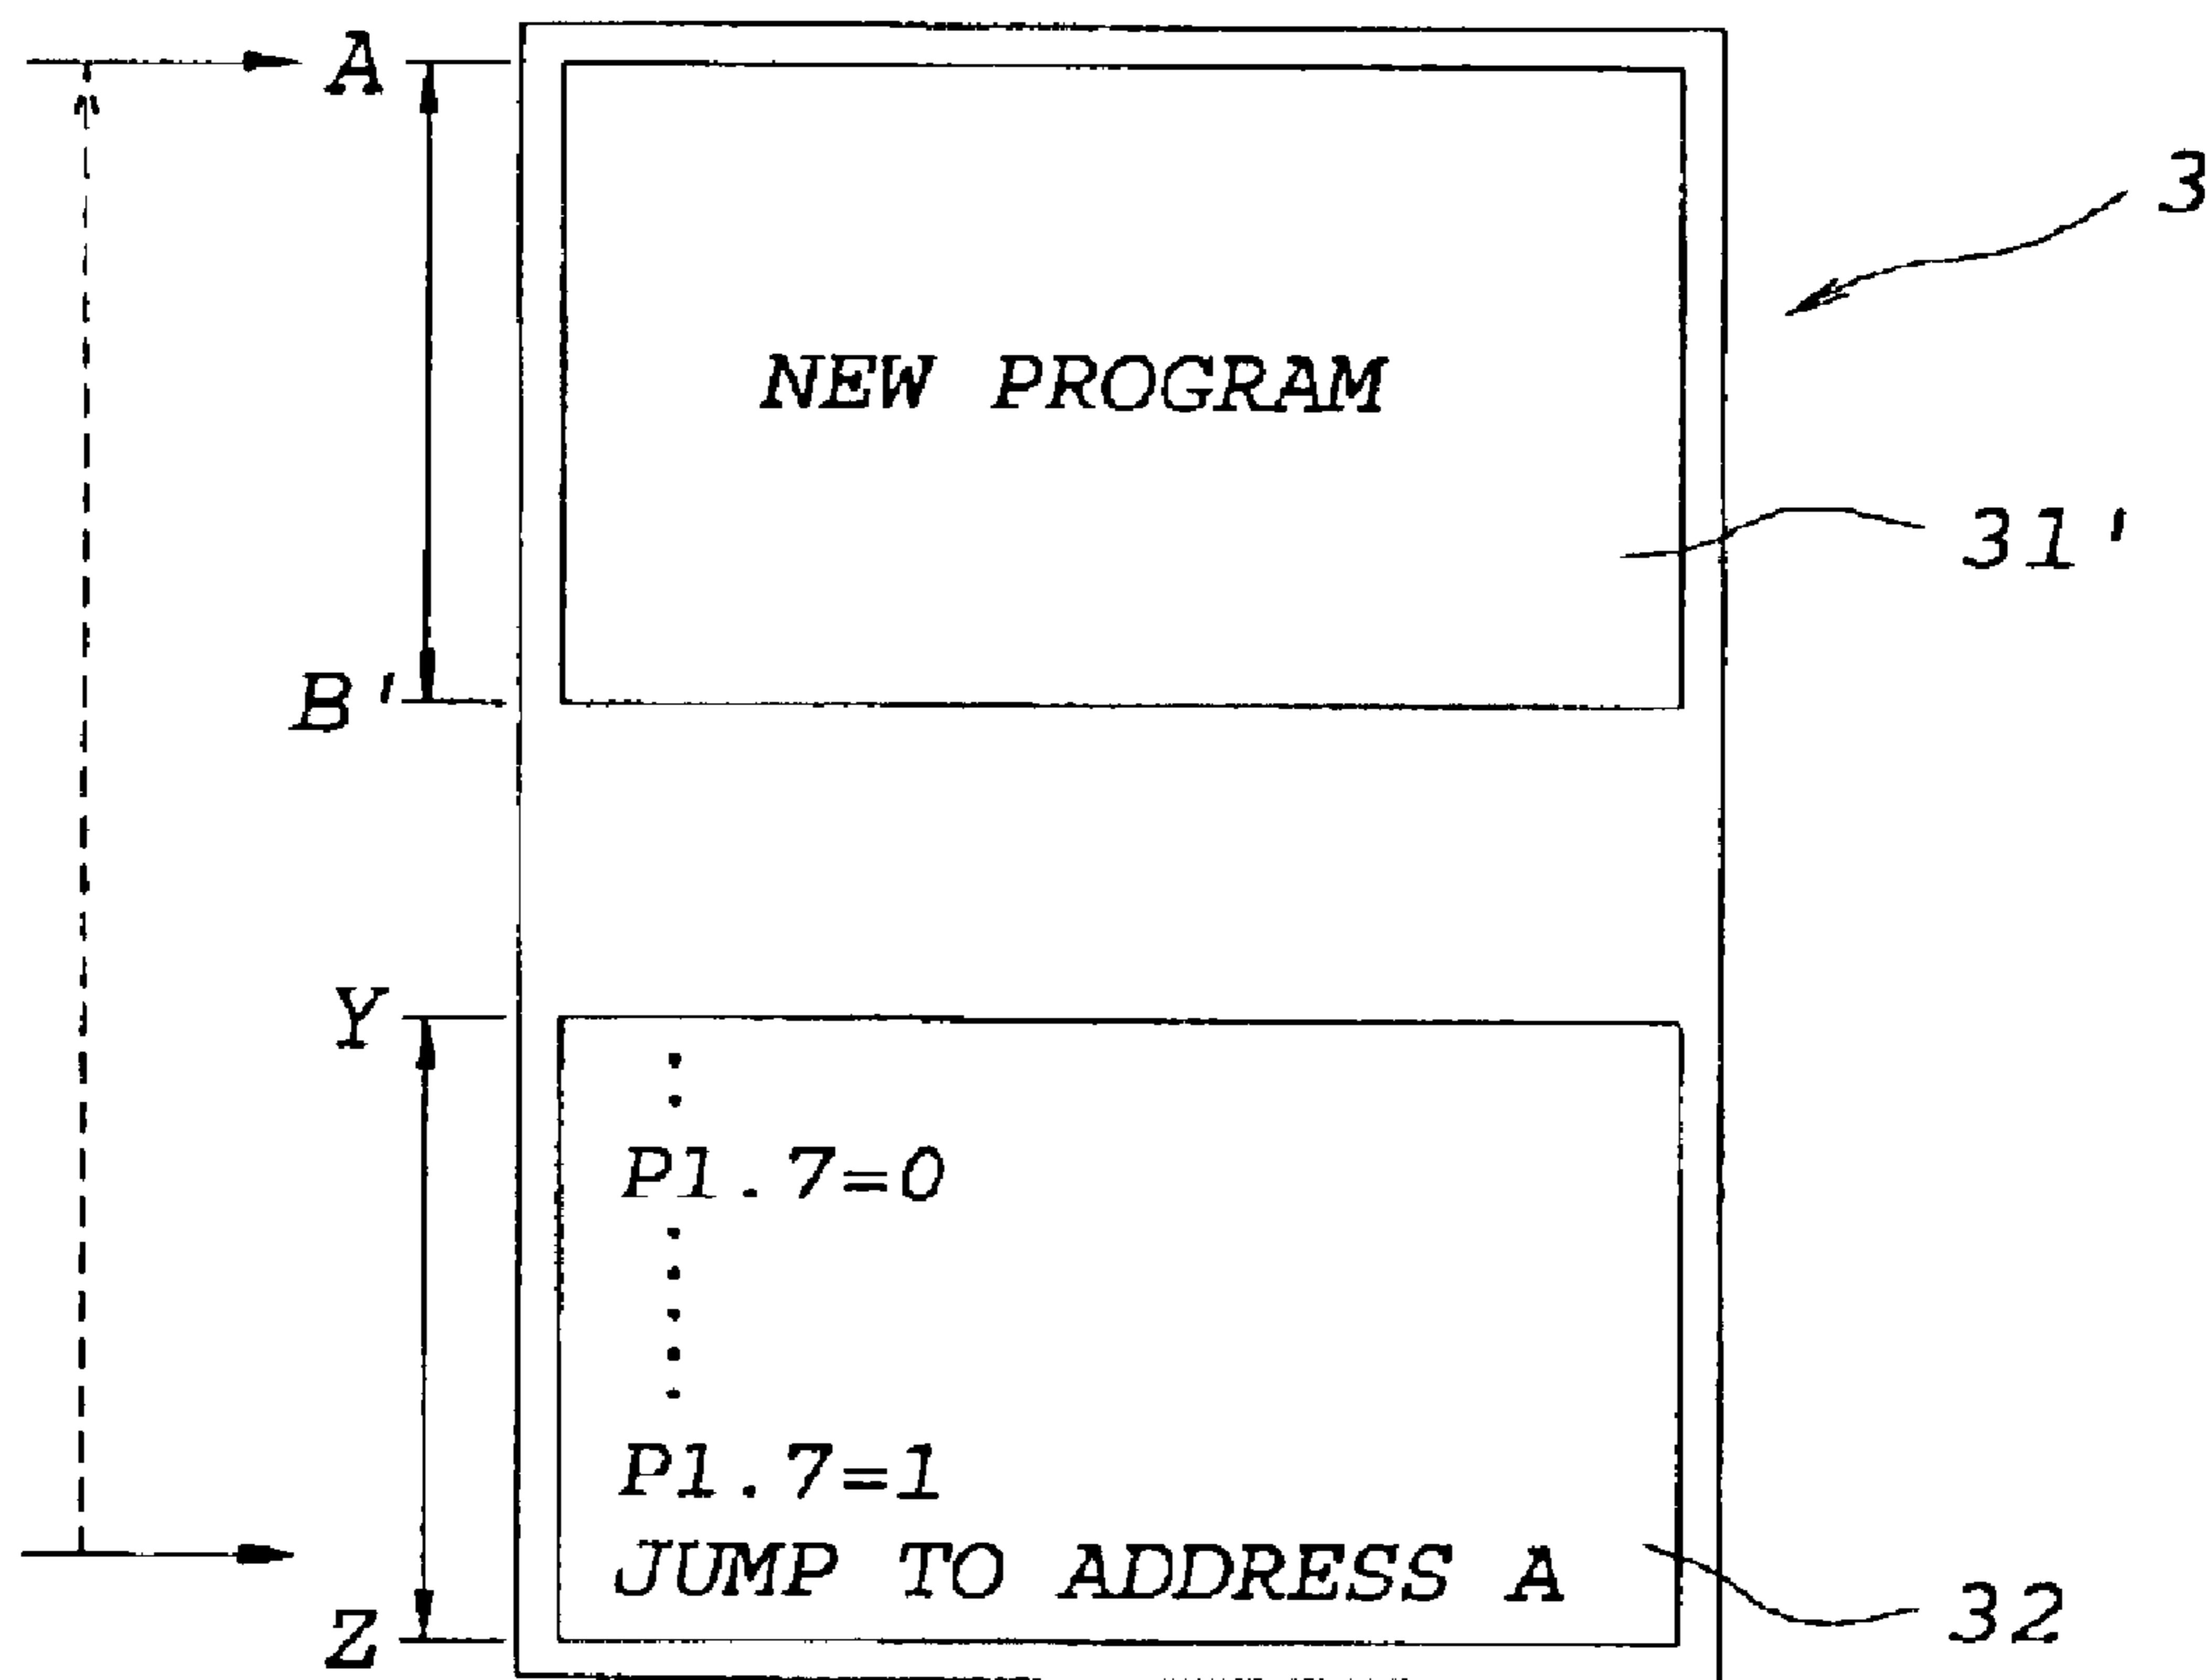 A
3
NEW PROGRAM
31'
B'
Y
P1.7=0
P1.7=1
JUMP TO ADDRESS A
32
Z